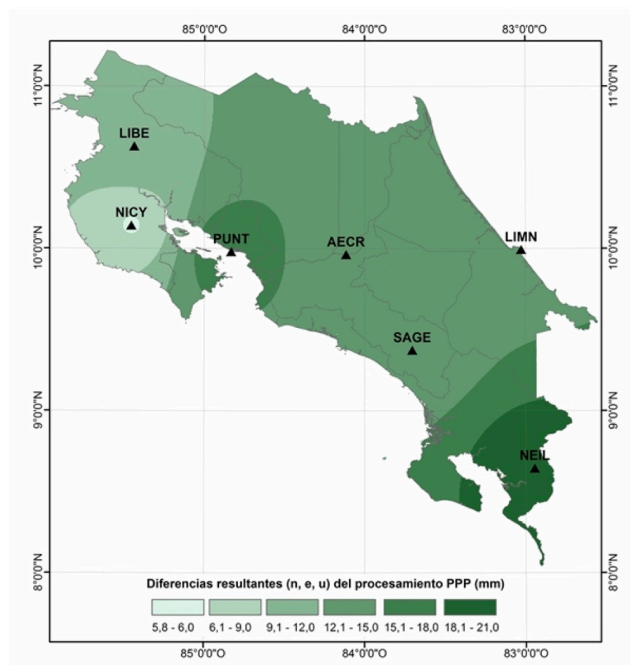 85°0'0"O 84°0'0"O 83°0'0"O
11°0'0"N 11°0'0"N
LIBE
NICY
PUNT
AECR
LIMN
10°0'0"N 10°0'0"N
SAGE
9°0'0"N 9°0'0"N
NEIL
8°0'0"N 8°0'0"N
Diferencias resultantes (n, e, u) del procesamiento PPP (mm)
5,8 - 6,0 6,1 - 9,0 9,1 - 12,0 12,1 - 15,0 15,1 - 18,0 18,1 - 21,0
85°0'0"O 84°0'0"O 83°0'0"O